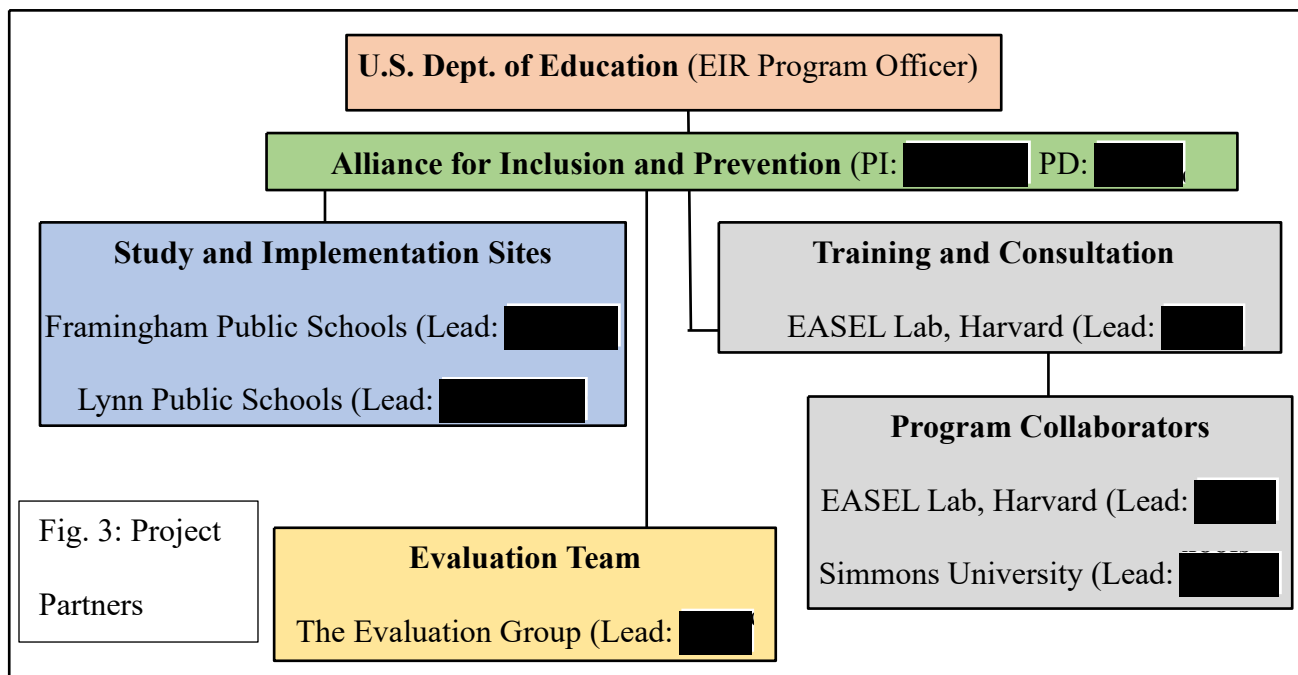 U.S. Dept. of Education (EIR Program Officer)
Alliance for Inclusion and Prevention (PI: PD:
Study and Implementation Sites
Framingham Public Schools (Lead:
Lynn Public Schools (Lead:
Training and Consultation
EASEL Lab, Harvard (Lead:
Program Collaborators
EASEL Lab, Harvard (Lead:
Simmons University (Lead:
Evaluation Team
The Evaluation Group (Lead:
Fig. 3: Project
Partners